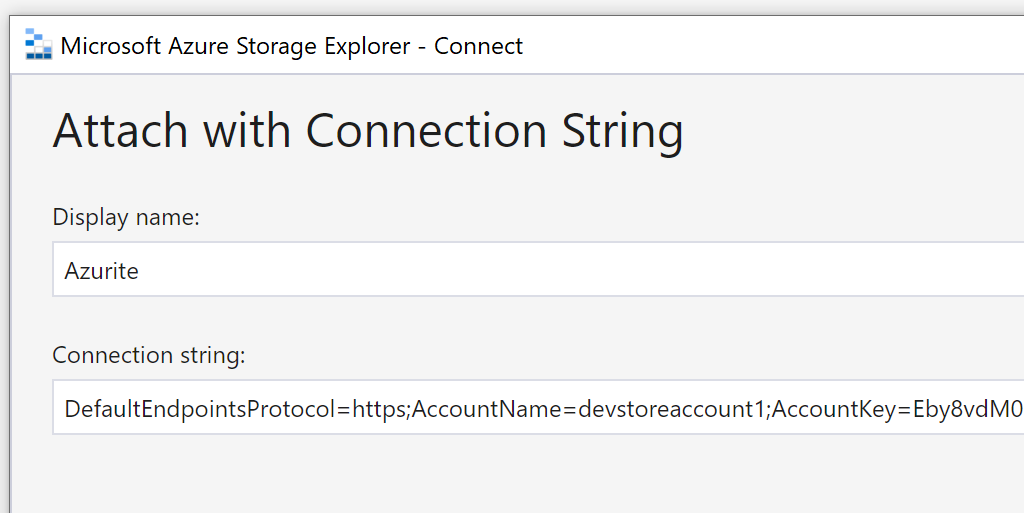 Microsoft Azure Storage Explorer - Connect
Attach with Connection String
Display name:
Azurite
Connection string:
DefaultEndpointsProtocol=https;AccountName=devstoreaccount1;AccountKey=Eby8vdM0